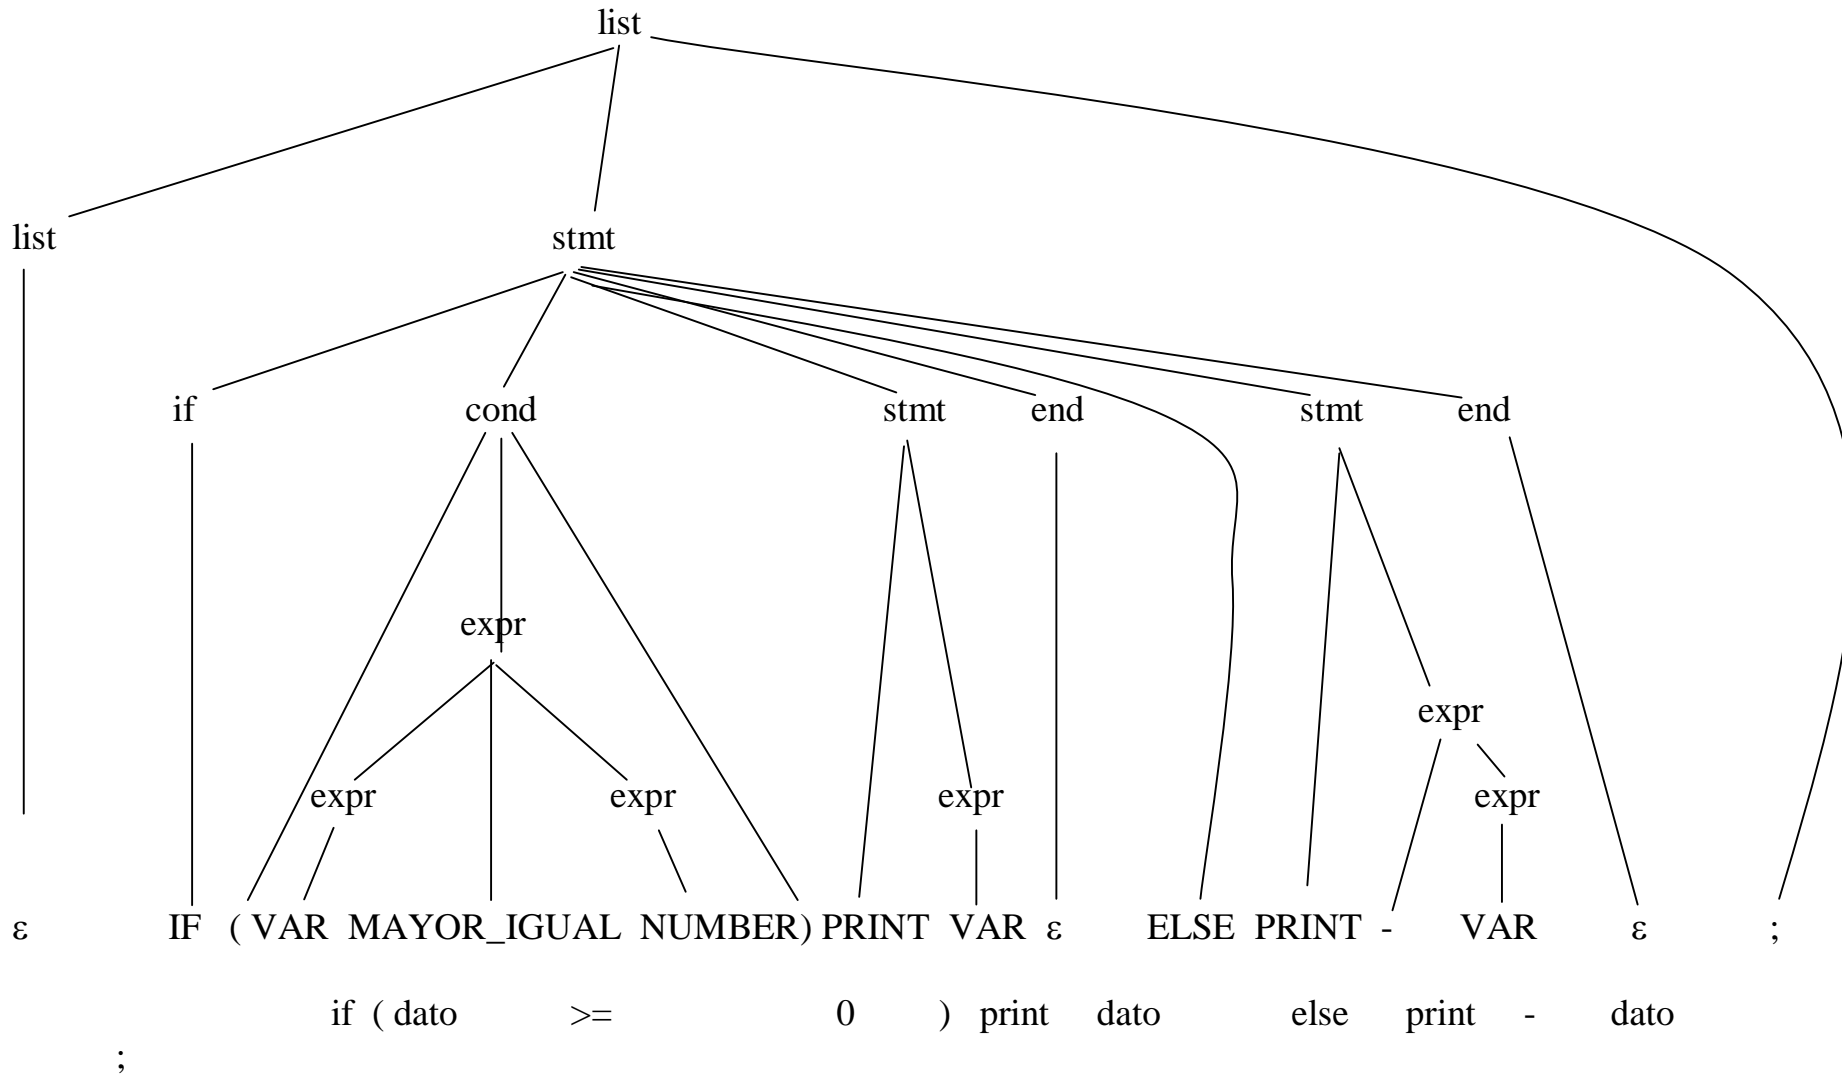 list
list stmt
if cond stmt end stmt end
expr
expr
expr expr expr expr
ε IF ( VAR MAYOR_IGUAL NUMBER) PRINT VAR ε ELSE PRINT - VAR ε ;
if ( dato >= 0 ) print dato else print - dato
;